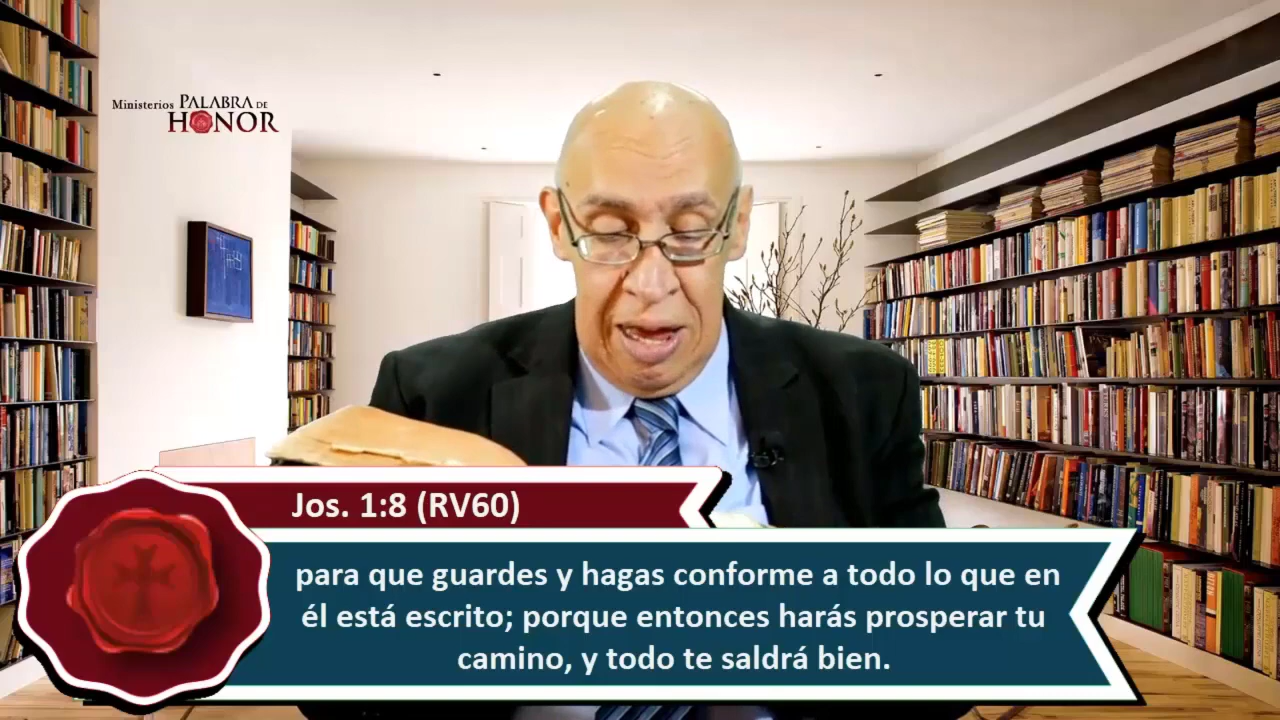 Ministerios PALABRA DE
HONOR
Jos. 1:8 (RV60)
para que guardes y hagas conforme a todo lo que en
él está escrito; porque entonces harás prosperar tu
camino, y todo te saldrá bien.